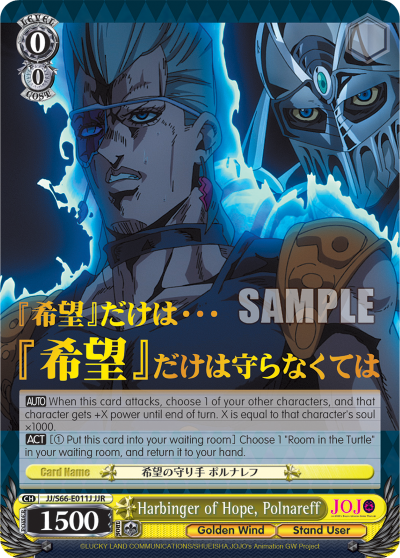 LEVEL
0
0
COST
『希望』だけは・・・
SAMPLE
『希望』だけは守らなくては
AUTO When this card attacks, choose 1 of your other characters, and that
character gets +X power until end of turn. X is equal to that character's soul
×1000.
ACT [① Put this card into your waiting room] Choose 1 "Room in the Turtle"
in your waiting room, and return it to your hand.
Card Name
希望の守り手 ポルナレフ
CH JJ/S66-E011J JJR
POWER
1500
Harbinger of Hope, Polnareff
JOJO
Golden Wind
Stand User
©LUCKY LAND COMMUNICATIONS/SHUEISHA,JOJO's Animation GW Project